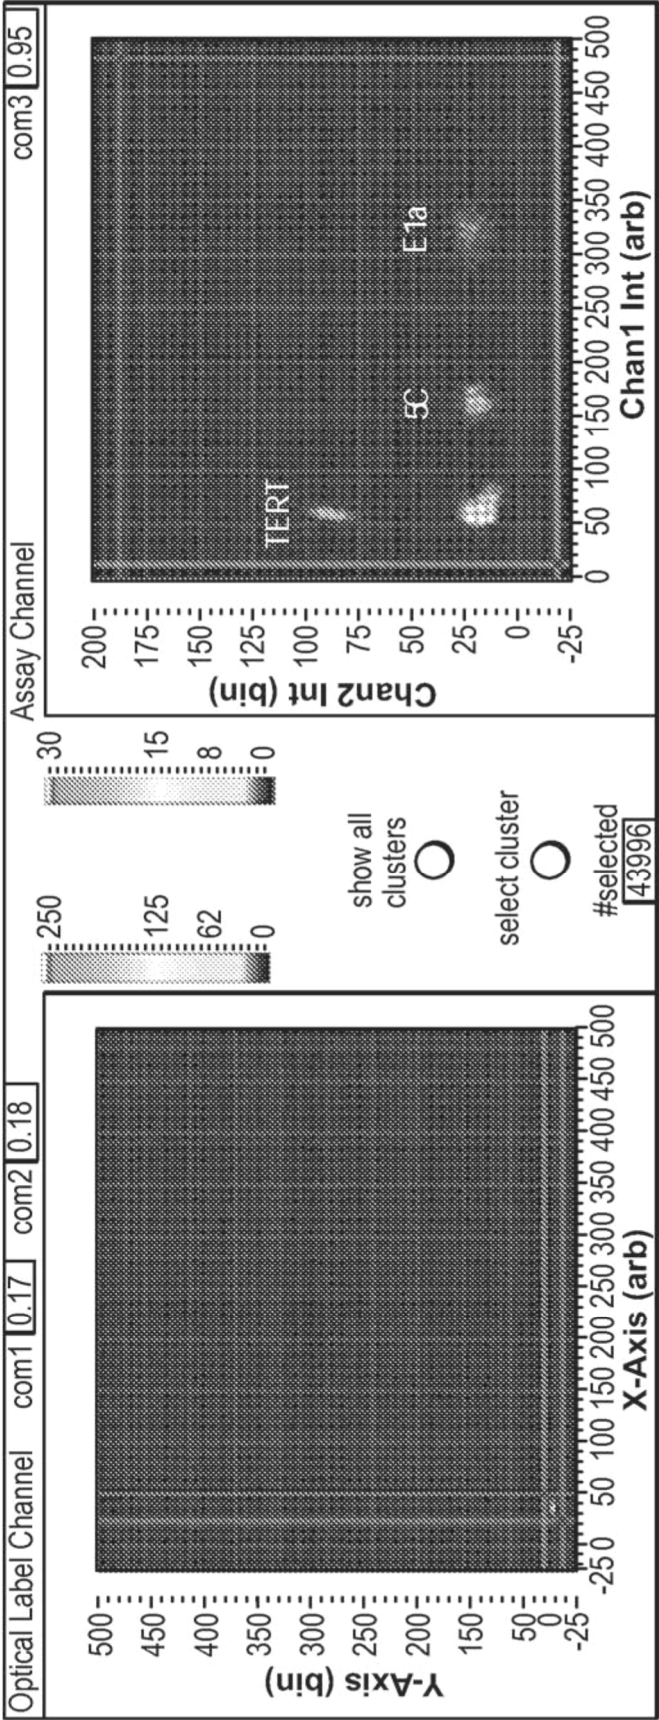 Optical Label Channel com1 0.17 com2 0.18
500
450
400
350
300
250
200
150
50
0
-25
Y-Axis (bin)
-25 0 50 100 150 200 250 300 350 400 450 500
X-Axis (arb)
250
125
62
0
30
15
8
0
show all
clusters
select cluster
#selected
43996
Assay Channel com3 0.95
200
175
150
125
100
75
50
25
0
-25
Chan2 Int (bin)
TERT
5C
E1a
0 50 100 150 200 250 300 350 400 450 500
Chan1 Int (arb)